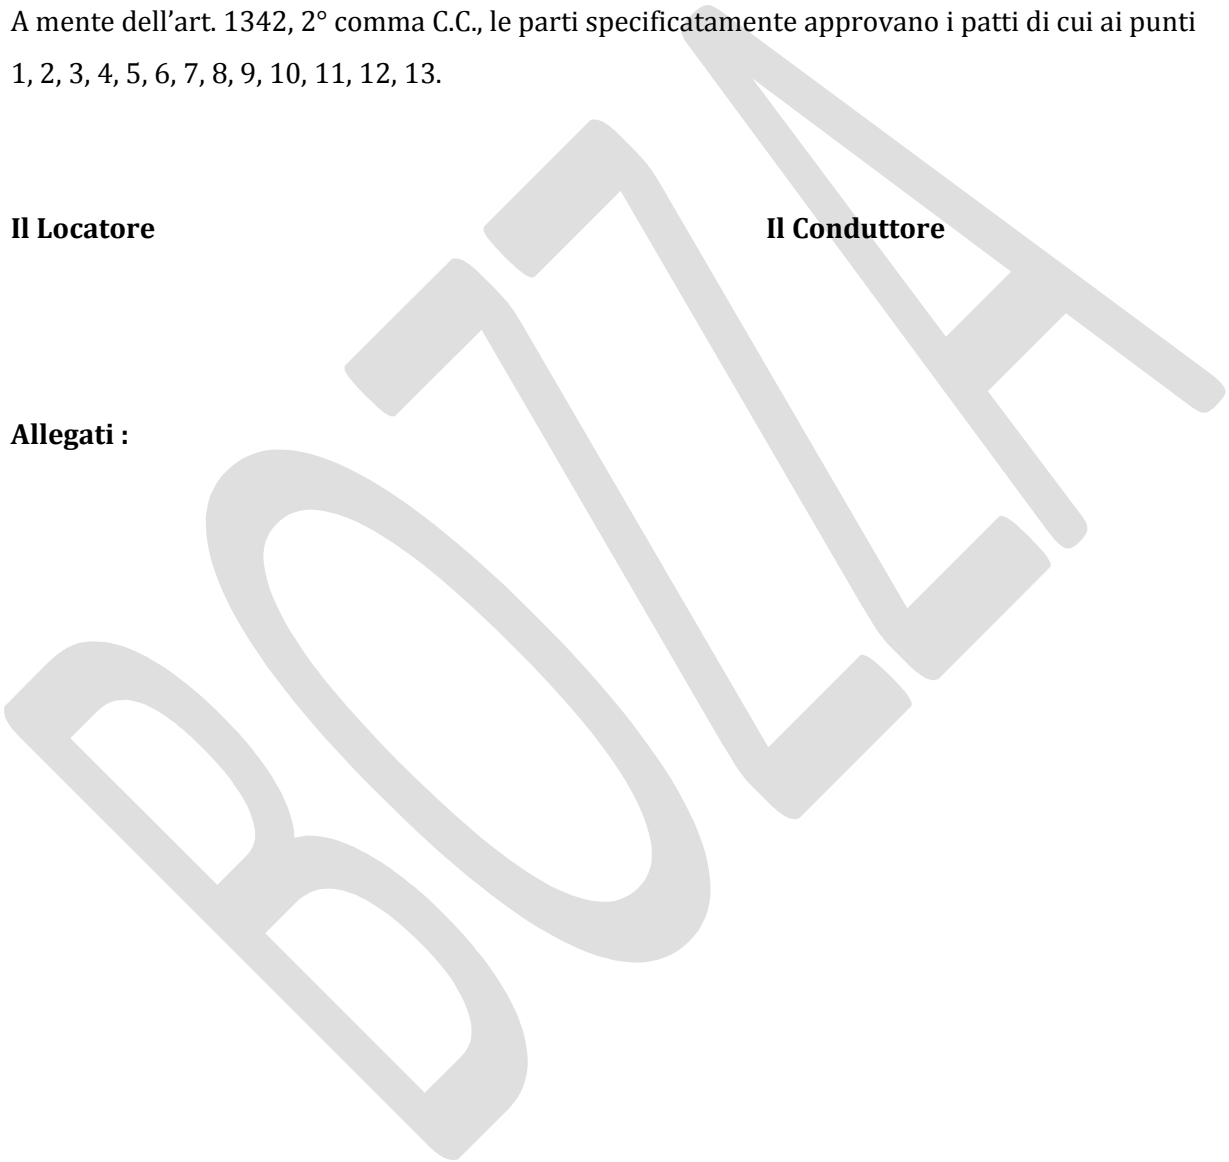 A mente dell’art. 1342, 2° comma C.C., le parti specificatamente approvano i patti di cui ai punti
1, 2, 3, 4, 5, 6, 7, 8, 9, 10, 11, 12, 13.
Il Locatore Il Conduttore
Allegati :
BOZZA